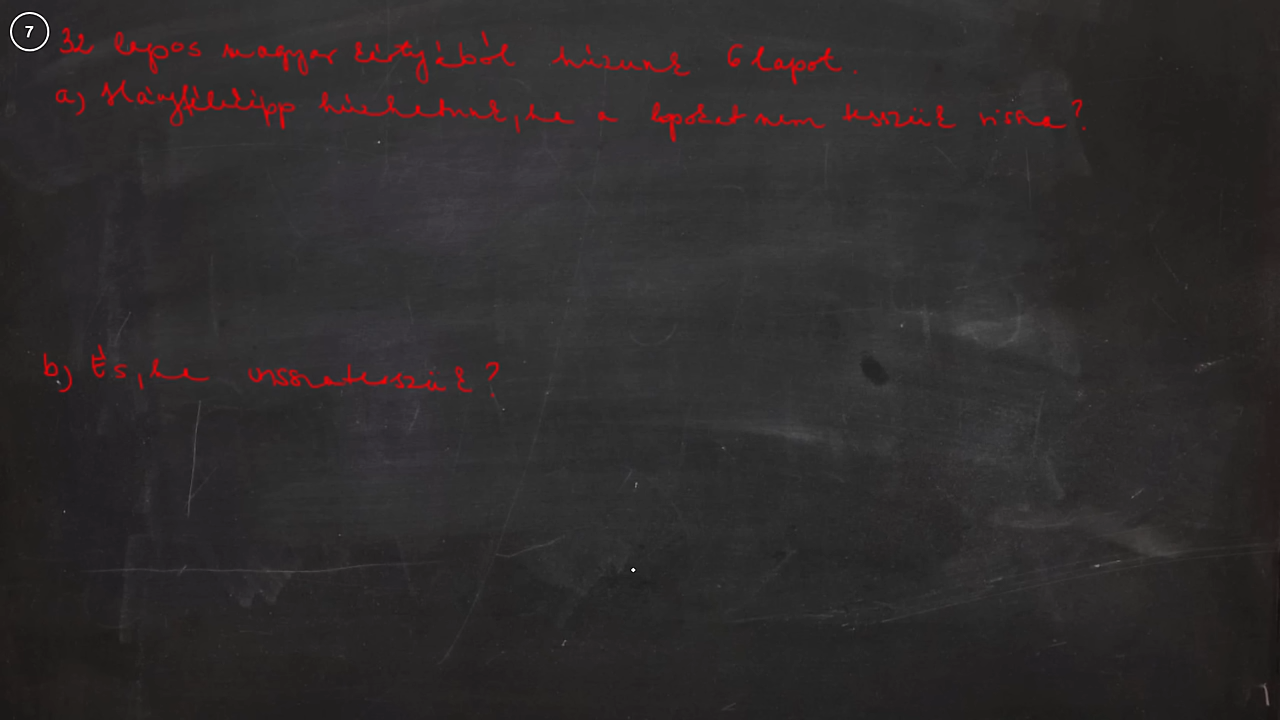 7
32 lapos magyar kártyából húzunk 6 lapot.
a) Hányféleképp húzhatunk, ha a lapokat nem tesszük vissza?
b) És, ha visszatesszük?